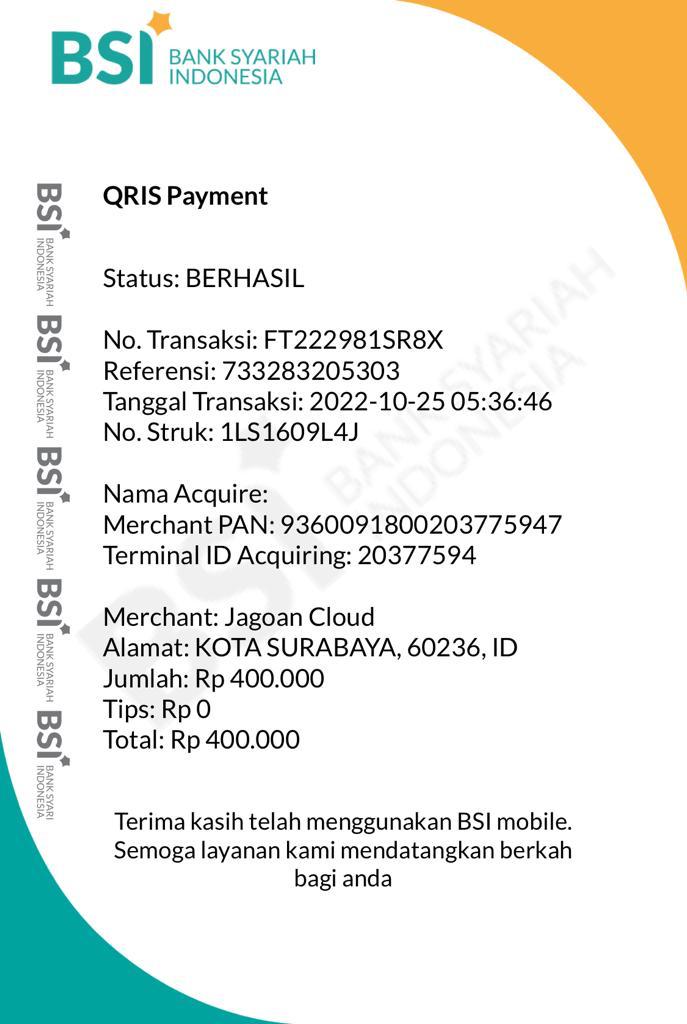 BSI BANK SYARIAH
INDONESIA
QRIS Payment
Status: BERHASIL
No. Transaksi: FT222981SR8X
Referensi: 733283205303
Tanggal Transaksi: 2022-10-25 05:36:46
No. Struk: 1LS1609L4J
Nama Acquire:
Merchant PAN: 9360091800203775947
Terminal ID Acquiring: 20377594
Merchant: Jagoan Cloud
Alamat: KOTA SURABAYA, 60236, ID
Jumlah: Rp 400.000
Tips: Rp 0
Total: Rp 400.000
Terima kasih telah menggunakan BSI mobile.
Semoga layanan kami mendatangkan berkah
bagi anda
BSI BANK SYARIAH
INDONESIA
BSI BANK SYARIAH
INDONESIA
BSI BANK SYARIAH
INDONESIA
BSI BANK SYARIAH
INDONESIA
BSI BANK SYARI
INDONESIA
BSI BANK SYARIAH
INDONESIA